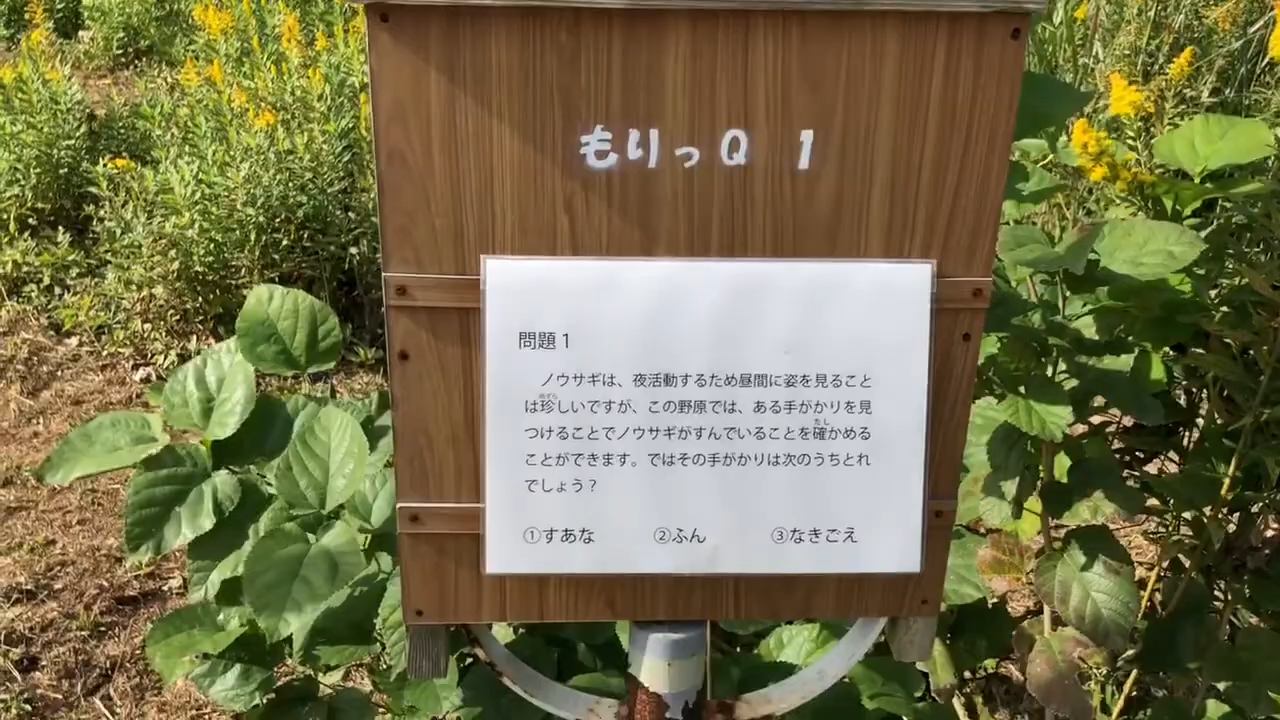 もりっQ 1
問題1
ノウサギは、夜活動するため昼間に姿を見ること
は珍しいですが、この野原では、ある手がかりを見
つけることでノウサギがすんでいることを確かめる
ことができます。ではその手がかりは次のうちどれ
でしょう？
①すあな ②ふん ③なきごえ